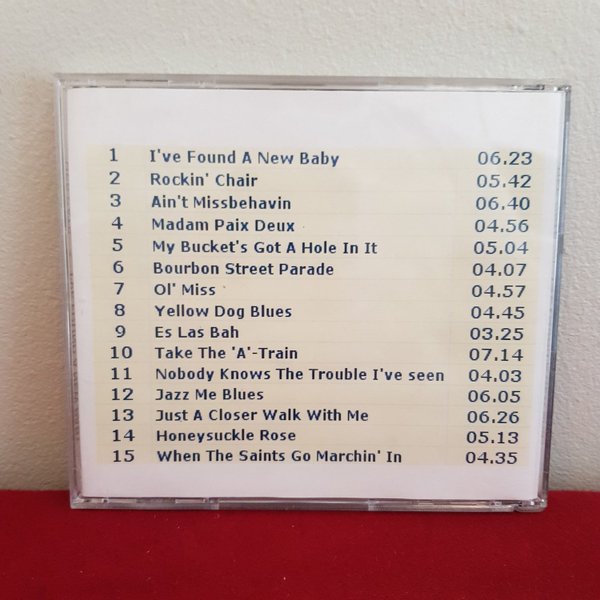 1 I've Found A New Baby 06.23
2 Rockin' Chair 05.42
3 Ain't Missbehavin 06.40
4 Madam Paix Deux 04.56
5 My Bucket's Got A Hole In It 05.04
6 Bourbon Street Parade 04.07
7 Ol' Miss 04.57
8 Yellow Dog Blues 04.45
9 Es Las Bah 03.25
10 Take The 'A'-Train 07.14
11 Nobody Knows The Trouble I've seen 04.03
12 Jazz Me Blues 06.05
13 Just A Closer Walk With Me 06.26
14 Honeysuckle Rose 05.13
15 When The Saints Go Marchin' In 04.35